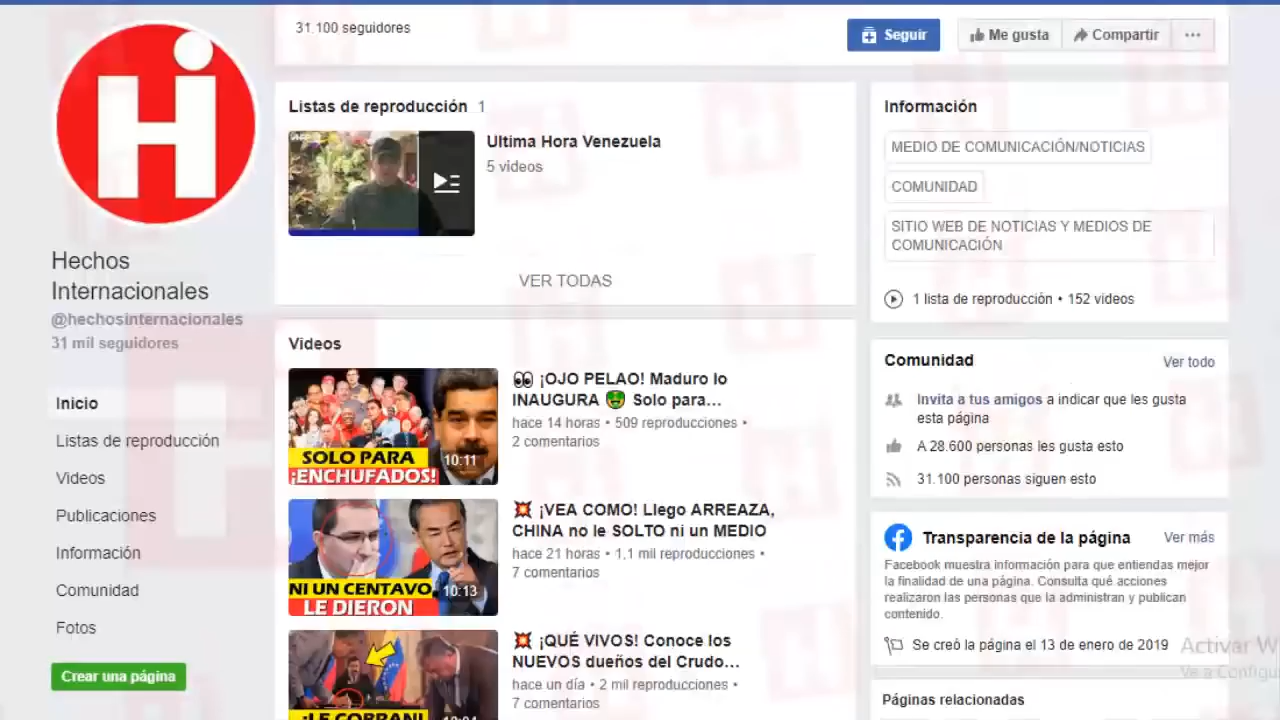 31.100 seguidores
Seguir
Me gusta
Compartir
Hi
Hechos
Internacionales
@hechosinternacionales
31 mil seguidores
Inicio
Listas de reproducción
Videos
Publicaciones
Información
Comunidad
Fotos
Crear una página
Listas de reproducción 1
Ultima Hora Venezuela
5 videos
VER TODAS
Videos
SOLO PARA
¡ENCHUFADOS!
10:11
¡OJO PELAO! Maduro lo
INAUGURA 🤑 Solo para...
hace 14 horas • 509 reproducciones •
2 comentarios
NI UN CENTAVO
LE DIERON
10:13
¡VEA COMO! Llego ARREAZA,
CHINA no le SOLTO ni un MEDIO
hace 21 horas • 1,1 mil reproducciones •
7 comentarios
¡LE COBRAN!
¡QUÉ VIVOS! Conoce los
NUEVOS dueños del Crudo...
hace un día • 2 mil reproducciones •
7 comentarios
Información
MEDIO DE COMUNICACIÓN/NOTICIAS
COMUNIDAD
SITIO WEB DE NOTICIAS Y MEDIOS DE
COMUNICACIÓN
1 lista de reproducción • 152 videos
Comunidad
Ver todo
Invita a tus amigos a indicar que les gusta
esta página
A 28.600 personas les gusta esto
31.100 personas siguen esto
Transparencia de la página
Ver más
Facebook muestra información para que entiendas mejor
la finalidad de una página. Consulta qué acciones
realizaron las personas que la administran y publican
contenido.
Se creó la página el 13 de enero de 2019
Activar W
Ve a Configu
Páginas relacionadas